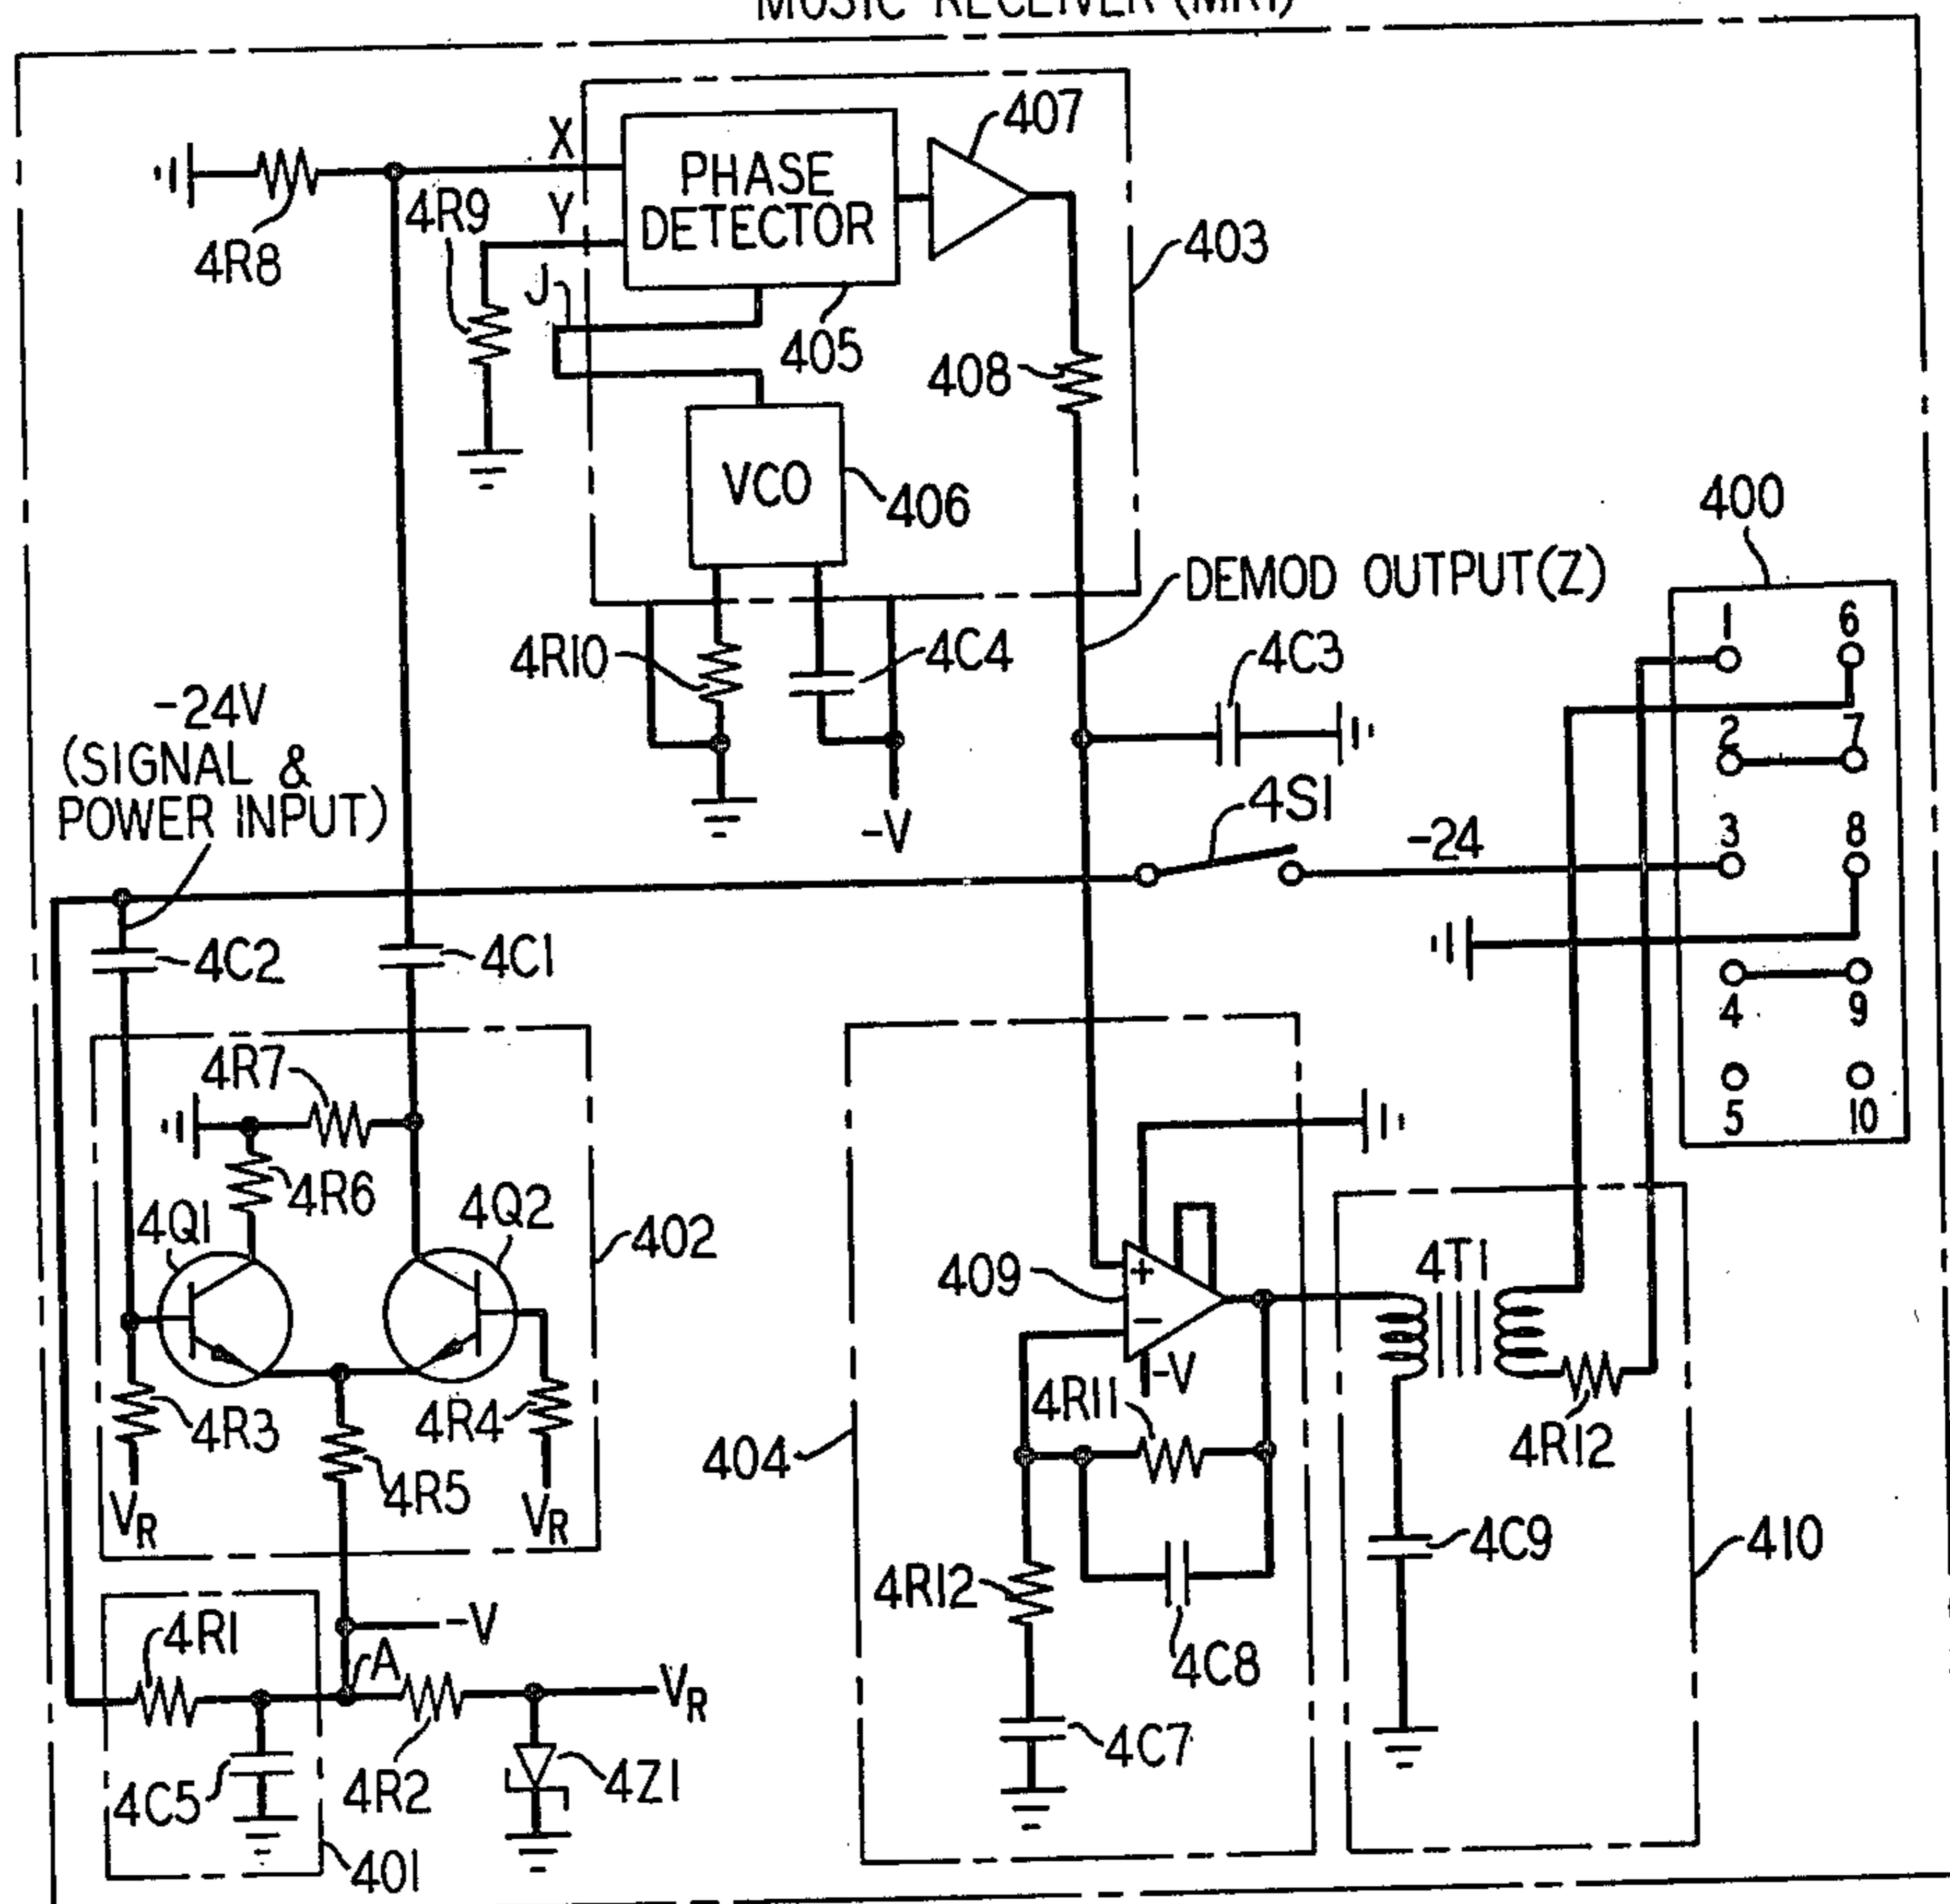 MUSIC RECEIVER (MR1)
407
X
PHASE
DETECTOR
4R9
Y
403
4R8
J
405
408
VCO
406
400
DEMOD OUTPUT(Z)
1
6
4R10
4C4
4C3
-24V
(SIGNAL &
POWER INPUT)
2
7
4S1
-V
-24
3
8
4C2
4C1
4
9
4R7
5
10
4R6
4Q1
4Q2
402
409
+
-
4T1
-V
4R3
4R4
4R11
4R12
404
4R5
VR
VR
4C9
410
4R12
4R1
-V
4C8
A
VR
4C7
4C5
4R2
4Z1
401